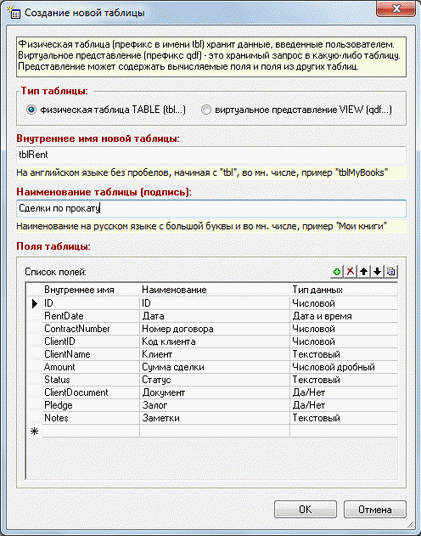 Создание новой таблицы
Физическая таблица (префикс в имени tbl) хранит данные, введенные пользователем.
Виртуальное представление (префикс qdf) - это хранимый запрос в какую-либо таблицу.
Представление может содержать вычисляемые поля и поля из других таблиц.
Тип таблицы:
физическая таблица TABLE (tbl...) виртуальное представление VIEW (qdf...)
Внутреннее имя новой таблицы:
tblRent
На английском языке без пробелов, начиная с "tbl", во мн. числе, пример "tblMyBooks"
Наименование таблицы (подпись):
Сделки по прокату
Наименование на русском языке с большой буквы и во мн. числе, пример "Мои книги"
Поля таблицы:
Список полей:
Внутреннее имя Наименование Тип данных
ID ID Числовой
RentDate Дата Дата и время
ContractNumber Номер договора Числовой
ClientID Код клиента Числовой
ClientName Клиент Текстовый
Amount Сумма сделки Числовой дробный
Status Статус Текстовый
ClientDocument Документ Да/Нет
Pledge Залог Да/Нет
Notes Заметки Текстовый
OK Отмена